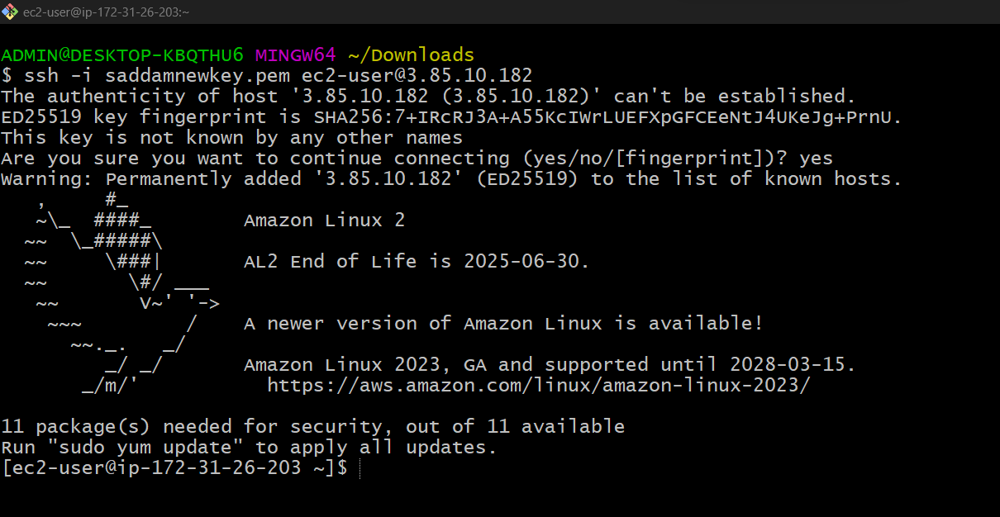 ec2-user@ip-172-31-26-203:~
ADMIN@DESKTOP-KBQTHU6 MINGW64 ~/Downloads
$ ssh -i saddamnewkey.pem ec2-user@3.85.10.182
The authenticity of host '3.85.10.182 (3.85.10.182)' can't be established.
ED25519 key fingerprint is SHA256:7+IRcRJ3A+A55KcIWrLUEFXpGFCEeNtJ4UKeJg+PrnU.
This key is not known by any other names
Are you sure you want to continue connecting (yes/no/[fingerprint])? yes
Warning: Permanently added '3.85.10.182' (ED25519) to the list of known hosts.
   ,     #_
   ~\_  ####_        Amazon Linux 2
  ~~  \_#####\
  ~~     \###|       AL2 End of Life is 2025-06-30.
  ~~       \#/ ___
   ~~       V~' '->
    ~~~         /    A newer version of Amazon Linux is available!
      ~~._.   _/
         _/ _/       Amazon Linux 2023, GA and supported until 2028-03-15.
       _/m/'           https://aws.amazon.com/linux/amazon-linux-2023/
11 package(s) needed for security, out of 11 available
Run "sudo yum update" to apply all updates.
[ec2-user@ip-172-31-26-203 ~]$